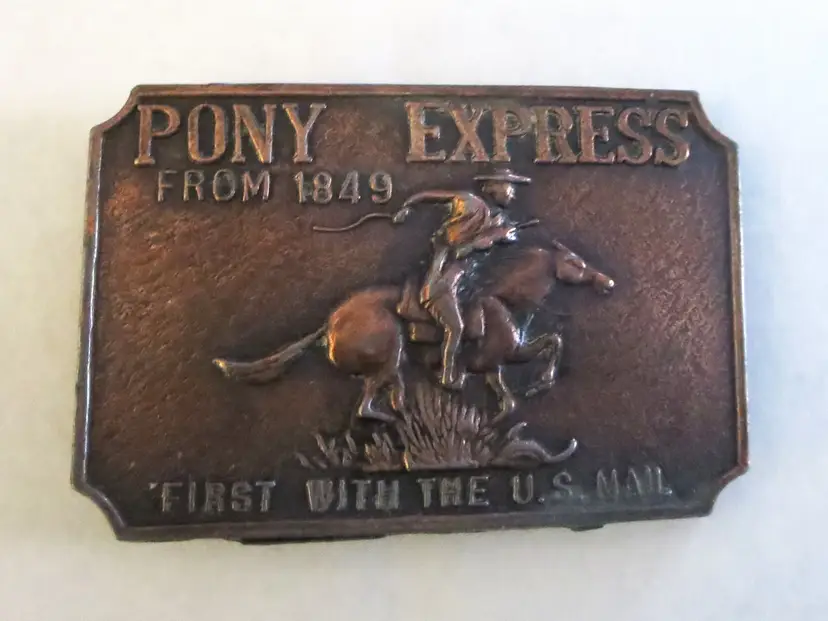 PONY EXPRESS
FROM 1849
"FIRST WITH THE U.S. MAIL